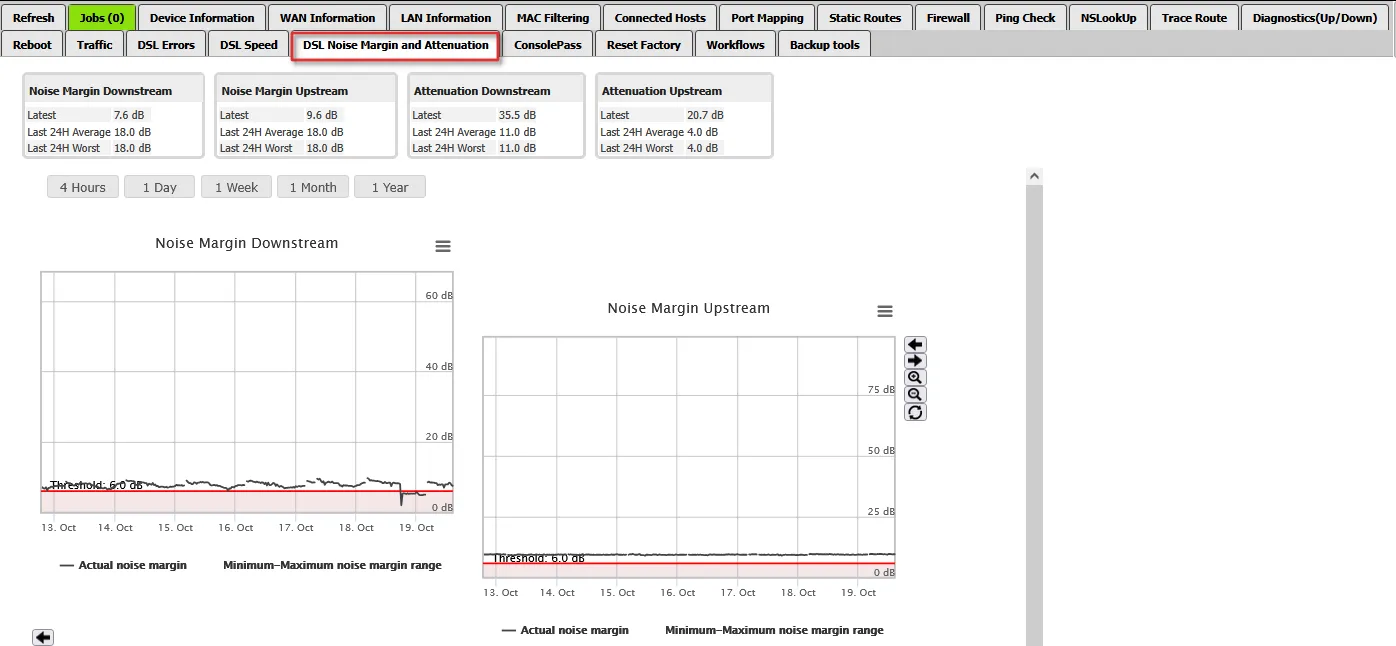 Refresh Jobs (0) Device Information WAN Information LAN Information MAC Filtering Connected Hosts Port Mapping Static Routes Firewall Ping Check NSLookUp Trace Route Diagnostics(Up/Down)
Reboot Traffic DSL Errors DSL Speed DSL Noise Margin and Attenuation ConsolePass Reset Factory Workflows Backup tools
Noise Margin Downstream
Latest 7.6 dB
Last 24H Average 18.0 dB
Last 24H Worst 18.0 dB
Noise Margin Upstream
Latest 9.6 dB
Last 24H Average 18.0 dB
Last 24H Worst 18.0 dB
Attenuation Downstream
Latest 35.5 dB
Last 24H Average 11.0 dB
Last 24H Worst 11.0 dB
Attenuation Upstream
Latest 20.7 dB
Last 24H Average 4.0 dB
Last 24H Worst 4.0 dB
4 Hours 1 Day 1 Week 1 Month 1 Year
Noise Margin Downstream
60 dB
40 dB
20 dB
Threshold: 6.0 dB
0 dB
13. Oct 14. Oct 15. Oct 16. Oct 17. Oct 18. Oct 19. Oct
Actual noise margin Minimum-Maximum noise margin range
Noise Margin Upstream
75 dB
50 dB
25 dB
Threshold: 6.0 dB
0 dB
13. Oct 14. Oct 15. Oct 16. Oct 17. Oct 18. Oct 19. Oct
Actual noise margin Minimum-Maximum noise margin range